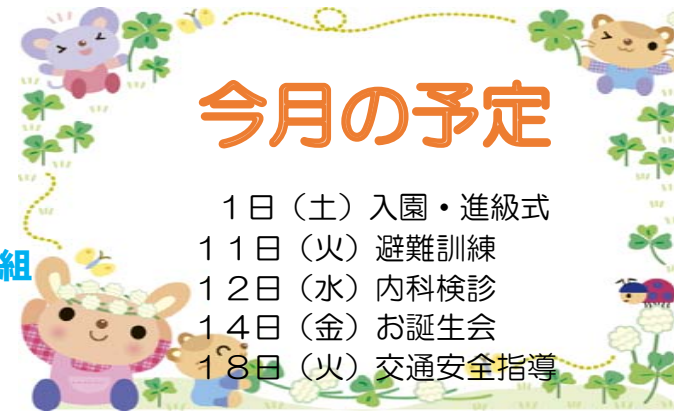 今月の予定
1日（土）入園・進級式
11日（火）避難訓練
組
12日（水）内科検診
14日（金）お誕生会
18日（火）交通安全指導